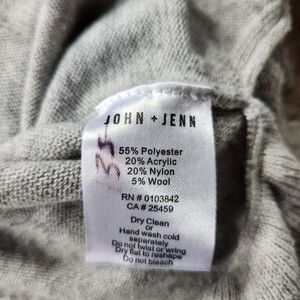 JOHN + JENN
55% Polyester
20% Acrylic
20% Nylon
5% Wool
RN # 0103842
CA # 25459
Dry Clean
or
Hand wash cold
separately
Do not twist or wring
Dry flat to reshape
Do not bleach